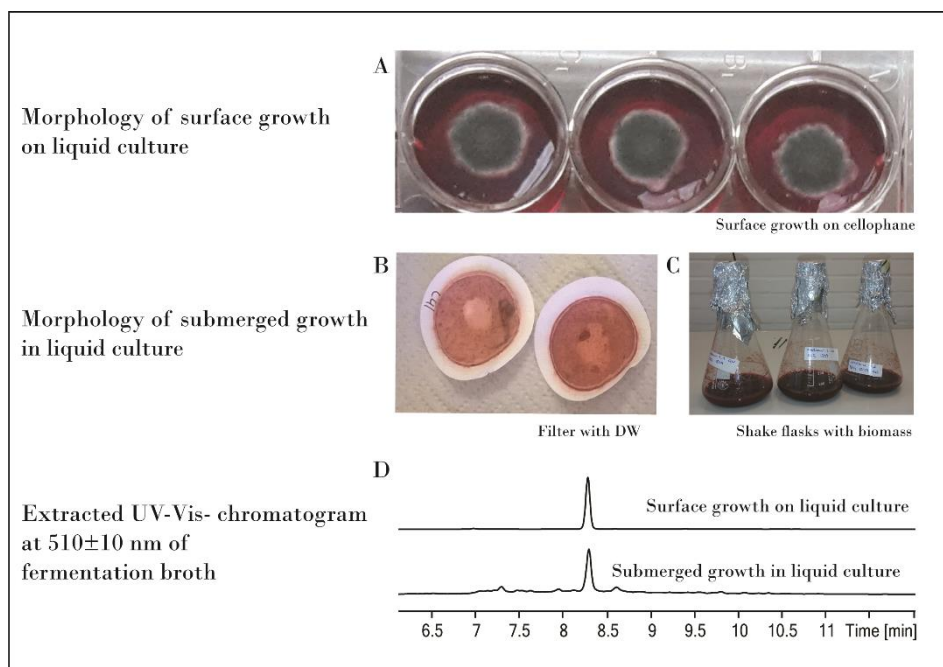 A
Morphology of surface growth
on liquid culture
Surface growth on cellophane
B
C
Morphology of submerged growth
in liquid culture
Filter with DW
Shake flasks with biomass
D
Extracted UV-Vis- chromatogram
at 510±10 nm of
fermentation broth
Surface growth on liquid culture
Submerged growth in liquid culture
6.5 7 7.5 8 8.5 9 9.5 10 10.5 11 Time [min]